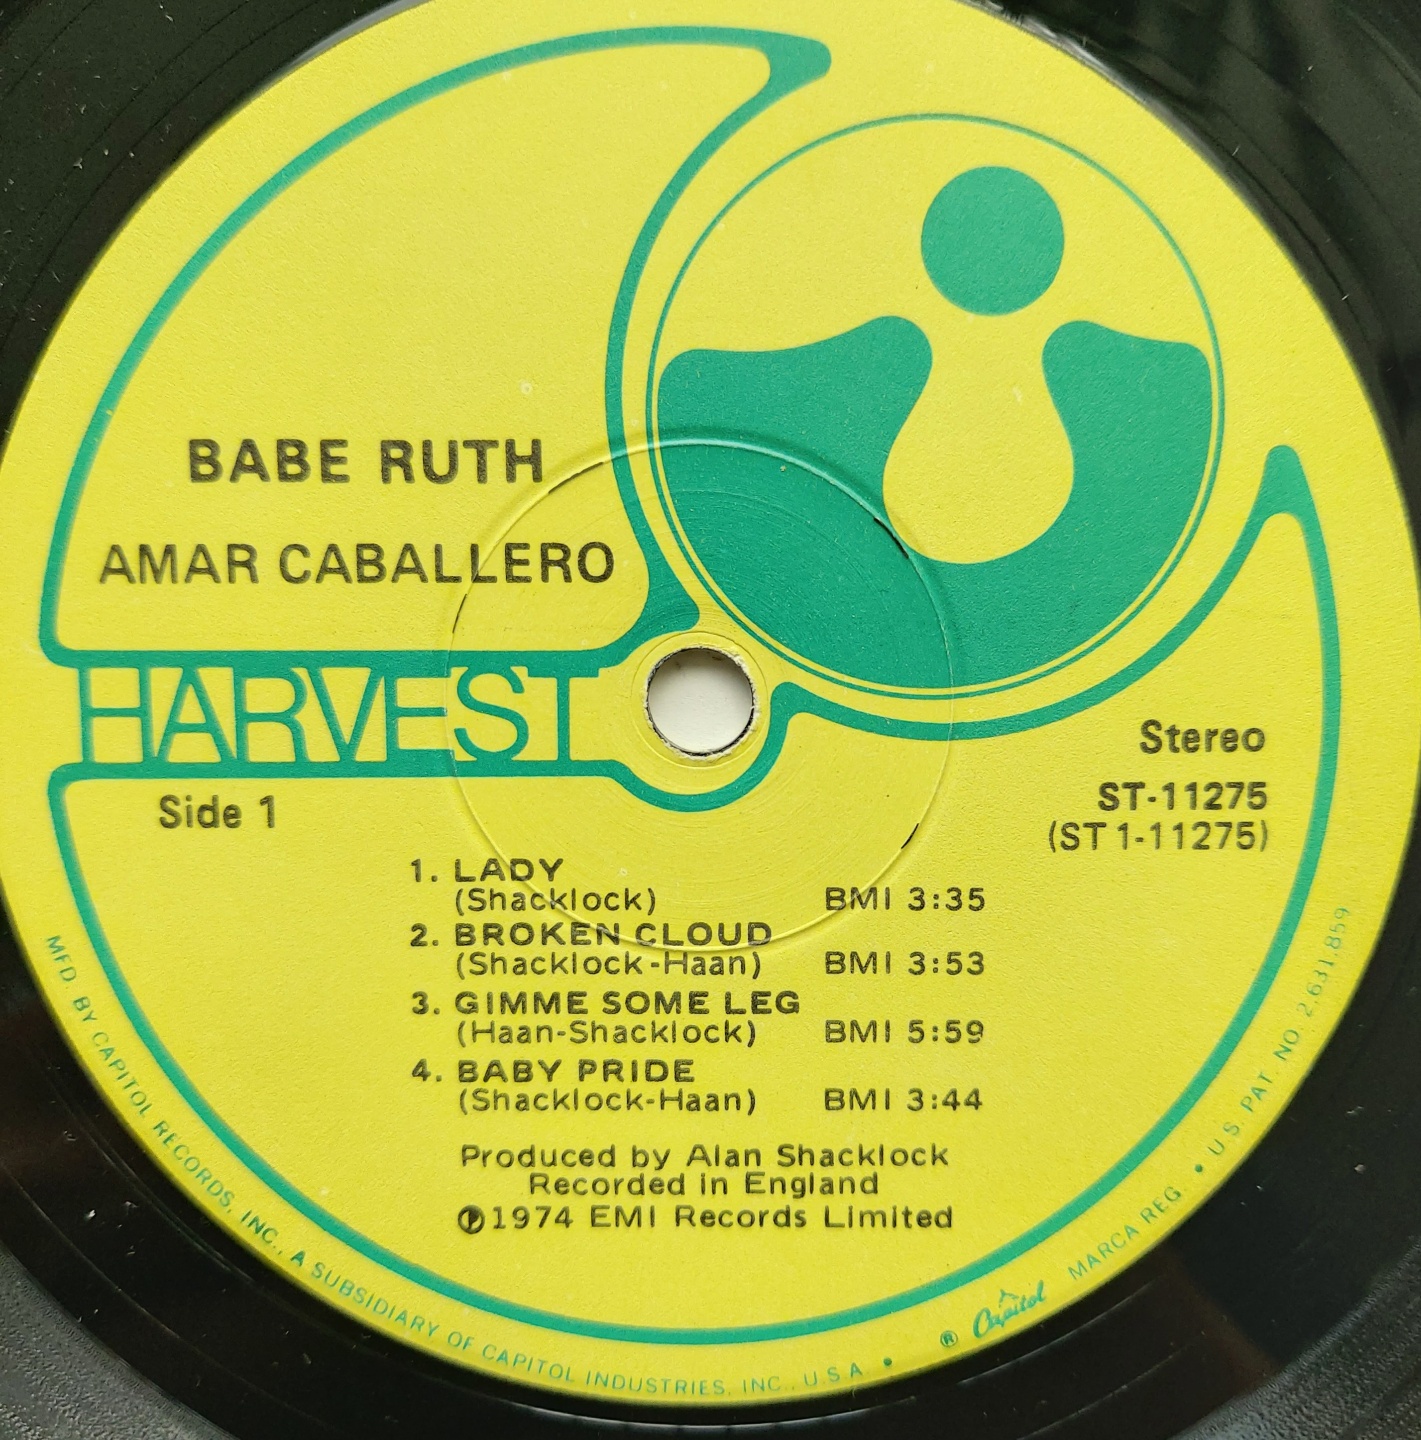 BABE RUTH
AMAR CABALLERO
HARVEST
Stereo
ST-11275
(ST 1-11275)
Side 1
1. LADY
(Shacklock) BMI 3:35
2. BROKEN CLOUD
(Shacklock-Haan) BMI 3:53
3. GIMME SOME LEG
(Haan-Shacklock) BMI 5:59
4. BABY PRIDE
(Shacklock-Haan) BMI 3:44
Produced by Alan Shacklock
Recorded in England
℗1974 EMI Records Limited
MFD. BY CAPITOL RECORDS, INC., A SUBSIDIARY OF CAPITOL INDUSTRIES, INC., U.S.A. • ® Capitol MARCA REG. • U.S. PAT. NO. 2,631,859